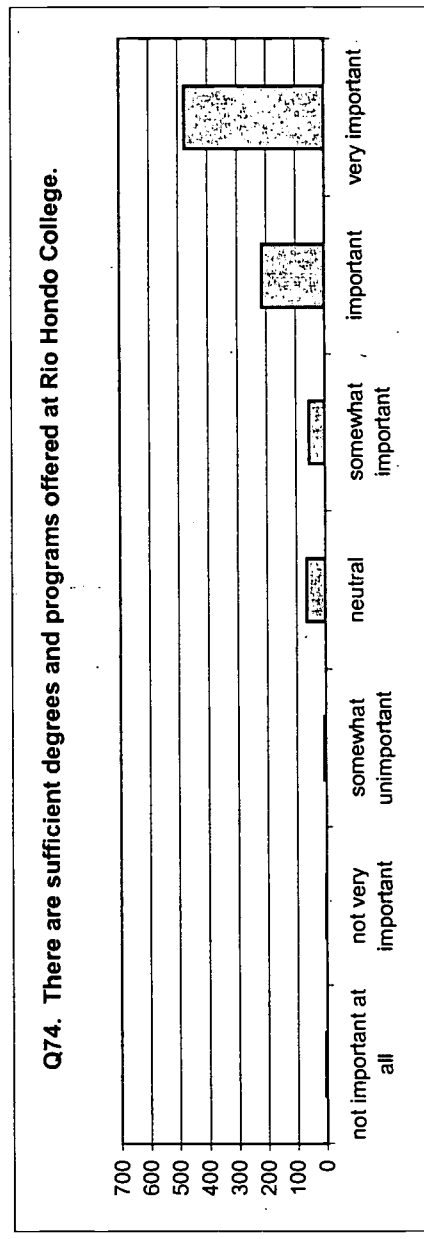 Q74. There are sufficient degrees and programs offered at Rio Hondo College.
700
600
500
400
300
200
100
0
not important at
all
not very
important
somewhat
unimportant
neutral
somewhat
important
important
very important